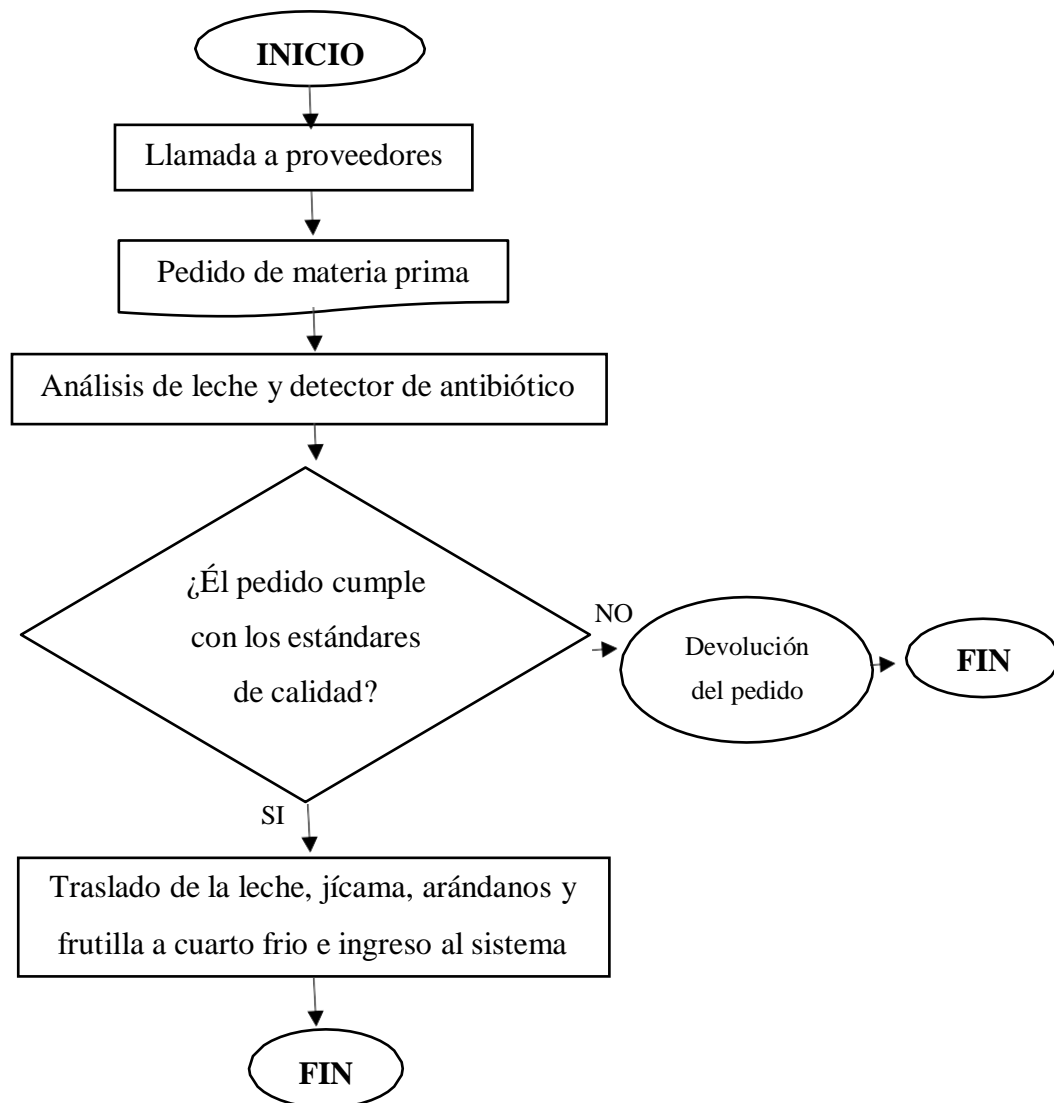 INICIO
Llamada a proveedores
Pedido de materia prima
Análisis de leche y detector de antibiótico
¿Él pedido cumple
con los estándares
de calidad?
NO
Devolución
del pedido
FIN
SI
Traslado de la leche, jícama, arándanos y
frutilla a cuarto frio e ingreso al sistema
FIN